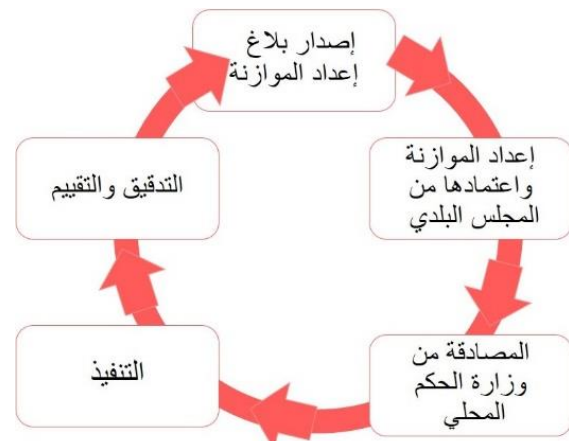 إصدار بلاغ
إعداد الموازنة
إعداد الموازنة
واعتمادها من
المجلس البلدي
المصادقة من
وزارة الحكم
المحلي
التنفيذ
التدقيق والتقييم